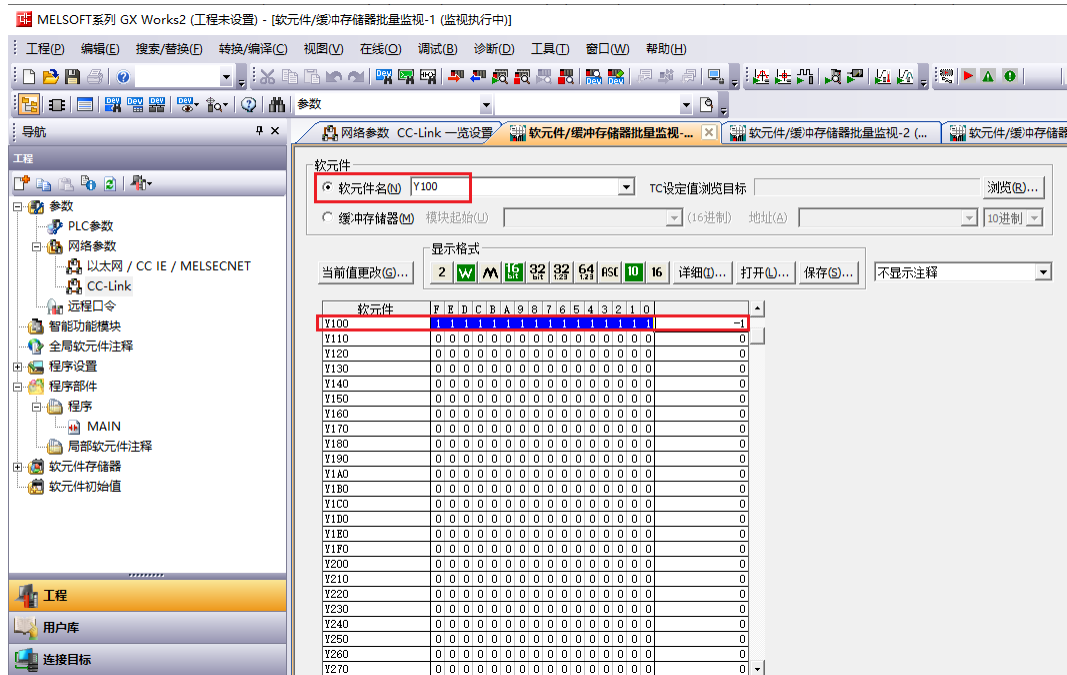 MELSOFT系列 GX Works2 (工程未设置) - [软元件/缓冲存储器批量监视-1 (监视执行中)]
工程(P) 编辑(E) 搜索/替换(F) 转换/编译(C) 视图(V) 在线(O) 调试(B) 诊断(D) 工具(T) 窗口(W) 帮助(H)
参数
导航
网络参数 CC-Link 一览设置
软元件/缓冲存储器批量监视-...
软元件/缓冲存储器批量监视-2 (...
软元件/缓冲存储器
工程
参数
PLC参数
网络参数
以太网 / CC IE / MELSECNET
CC-Link
远程口令
智能功能模块
全局软元件注释
程序设置
程序部件
程序
MAIN
局部软元件注释
软元件存储器
软元件初始值
工程
用户库
连接目标
软元件
软元件名(N) Y100 TC设定值浏览目标 浏览(R)...
缓冲存储器(M) 模块起始(U) (16进制) 地址(A) 10进制
显示格式
当前值更改(G)... 2 W M 16bit 32bit 32 1.23 64 1.23 ASC 10 16 详细(I)... 打开(L)... 保存(S)... 不显示注释
软元件 F E D C B A 9 8 7 6 5 4 3 2 1 0
Y100 1 1 1 1 1 1 1 1 1 1 1 1 1 1 1 1 -1
Y110 0 0 0 0 0 0 0 0 0 0 0 0 0 0 0 0 0
Y120 0 0 0 0 0 0 0 0 0 0 0 0 0 0 0 0 0
Y130 0 0 0 0 0 0 0 0 0 0 0 0 0 0 0 0 0
Y140 0 0 0 0 0 0 0 0 0 0 0 0 0 0 0 0 0
Y150 0 0 0 0 0 0 0 0 0 0 0 0 0 0 0 0 0
Y160 0 0 0 0 0 0 0 0 0 0 0 0 0 0 0 0 0
Y170 0 0 0 0 0 0 0 0 0 0 0 0 0 0 0 0 0
Y180 0 0 0 0 0 0 0 0 0 0 0 0 0 0 0 0 0
Y190 0 0 0 0 0 0 0 0 0 0 0 0 0 0 0 0 0
Y1A0 0 0 0 0 0 0 0 0 0 0 0 0 0 0 0 0 0
Y1B0 0 0 0 0 0 0 0 0 0 0 0 0 0 0 0 0 0
Y1C0 0 0 0 0 0 0 0 0 0 0 0 0 0 0 0 0 0
Y1D0 0 0 0 0 0 0 0 0 0 0 0 0 0 0 0 0 0
Y1E0 0 0 0 0 0 0 0 0 0 0 0 0 0 0 0 0 0
Y1F0 0 0 0 0 0 0 0 0 0 0 0 0 0 0 0 0 0
Y200 0 0 0 0 0 0 0 0 0 0 0 0 0 0 0 0 0
Y210 0 0 0 0 0 0 0 0 0 0 0 0 0 0 0 0 0
Y220 0 0 0 0 0 0 0 0 0 0 0 0 0 0 0 0 0
Y230 0 0 0 0 0 0 0 0 0 0 0 0 0 0 0 0 0
Y240 0 0 0 0 0 0 0 0 0 0 0 0 0 0 0 0 0
Y250 0 0 0 0 0 0 0 0 0 0 0 0 0 0 0 0 0
Y260 0 0 0 0 0 0 0 0 0 0 0 0 0 0 0 0 0
Y270 0 0 0 0 0 0 0 0 0 0 0 0 0 0 0 0 0